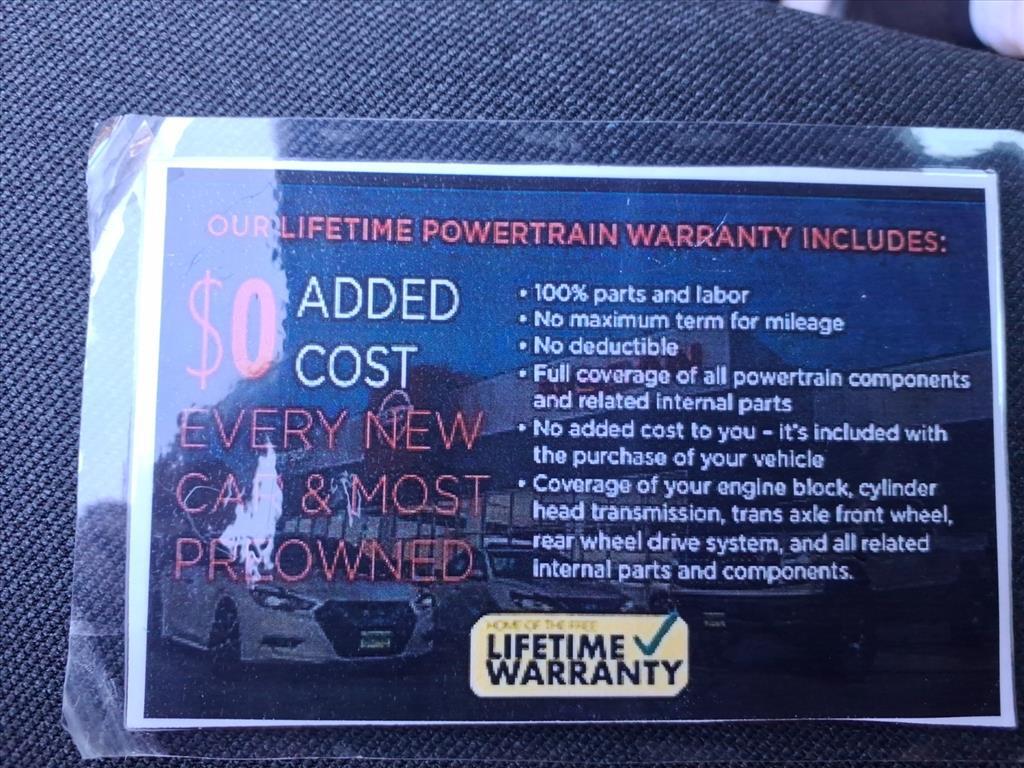 OUR LIFETIME POWERTRAIN WARRANTY INCLUDES:
$0 ADDED
COST
EVERY NEW
CAR & MOST
PREOWNED
• 100% parts and labor
• No maximum term for mileage
• No deductible
• Full coverage of all powertrain components
and related internal parts
• No added cost to you – it's included with
the purchase of your vehicle
• Coverage of your engine block, cylinder
head transmission, trans axle front wheel,
rear wheel drive system, and all related
internal parts and components.
HOME OF THE FREE
LIFETIME
WARRANTY